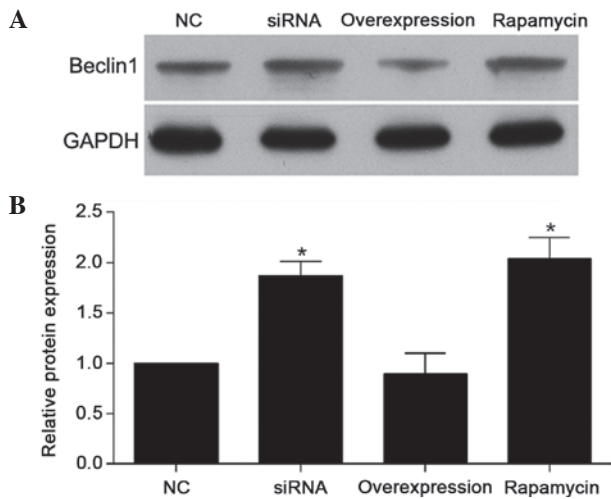 A
NC siRNA Overexpression Rapamycin
Beclin1
GAPDH
B
Relative protein expression
2.5
2.0
1.5
1.0
0.5
0.0
* *
NC siRNA Overexpression Rapamycin